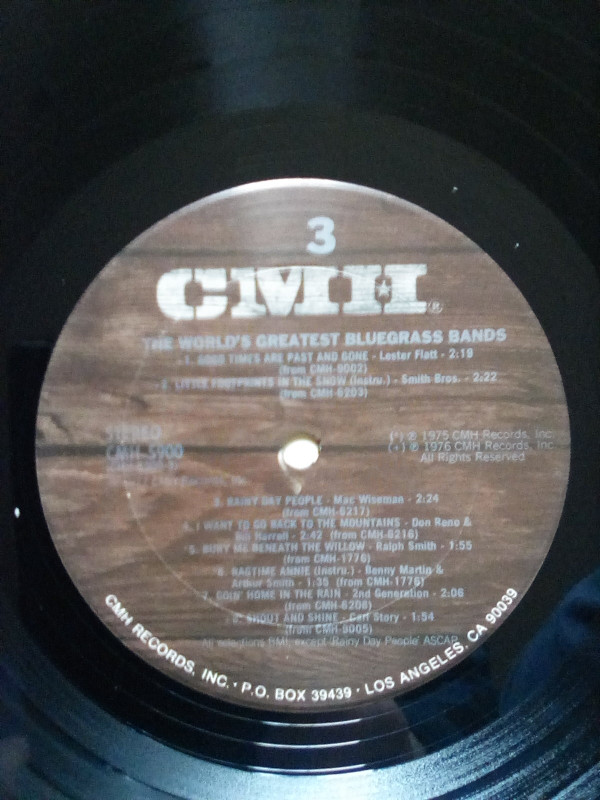 3
CMH®
THE WORLD'S GREATEST BLUEGRASS BANDS
1. GOOD TIMES ARE PAST AND GONE - Lester Flatt - 2:19
(from CMH-9002)
2. LITTLE FOOTPRINTS IN THE SNOW (Instru.) - Smith Bros. - 2:22
(from CMH-6203)
STEREO
CMH-5900
(*) ℗ 1975 CMH Records, Inc.
(+) ℗ 1976 CMH Records, Inc.
All Rights Reserved
3. RAINY DAY PEOPLE - Mac Wiseman - 2:24
(from CMH-6217)
4. I WANT TO GO BACK TO THE MOUNTAINS - Don Reno &
Bill Harrell - 2:42 (from CMH-6216)
5. BURY ME BENEATH THE WILLOW - Ralph Smith - 1:55
(from CMH-1776)
6. RAGTIME ANNIE (Instru.) - Benny Martin &
Arthur Smith - 1:35 (from CMH-1776)
7. GOIN' HOME IN THE RAIN - 2nd Generation - 2:06
(from CMH-6208)
8. SHOUT AND SHINE - Carl Story - 1:54
(from CMH-9005)
All selections BMI, except 'Rainy Day People' ASCAP
CMH RECORDS, INC. • P.O. BOX 39439 • LOS ANGELES, CA 90039